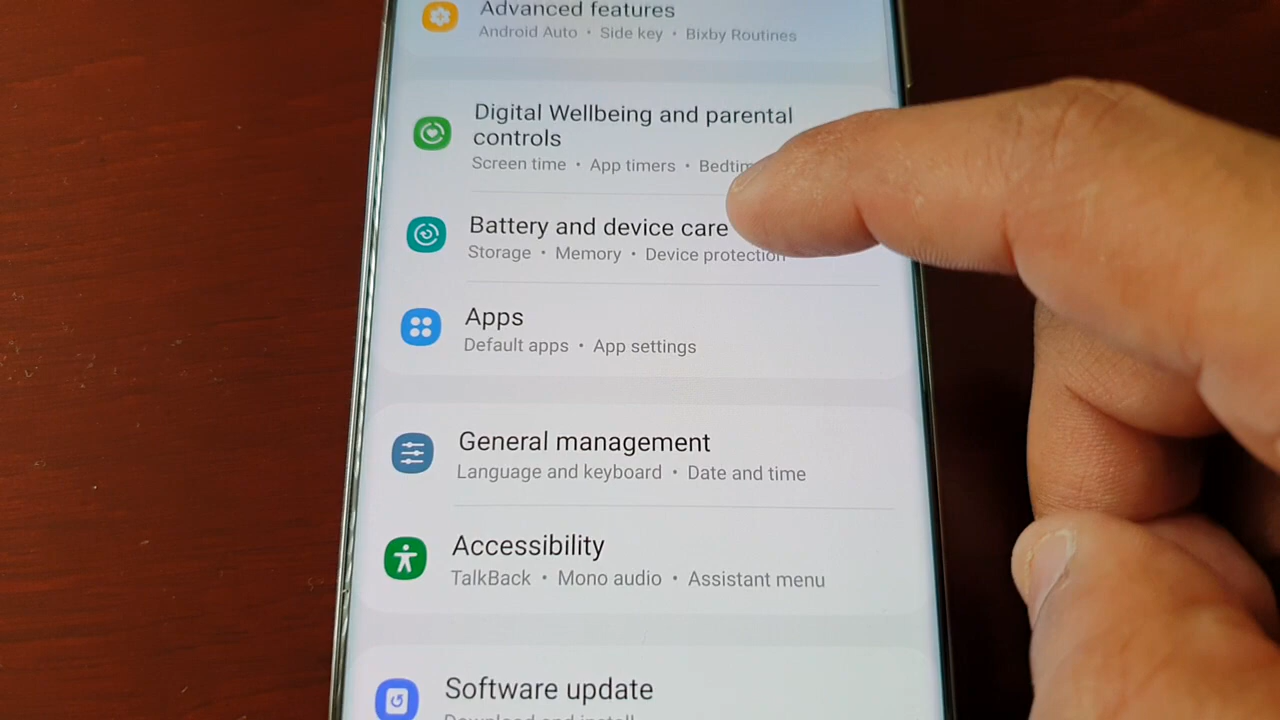 Advanced features
Android Auto • Side key • Bixby Routines
Digital Wellbeing and parental
controls
Screen time • App timers •
Battery and device care
Storage • Memory • Device protection
Apps
Default apps • App settings
General management
Language and keyboard • Date and time
Accessibility
TalkBack • Mono audio • Assistant menu
Software update